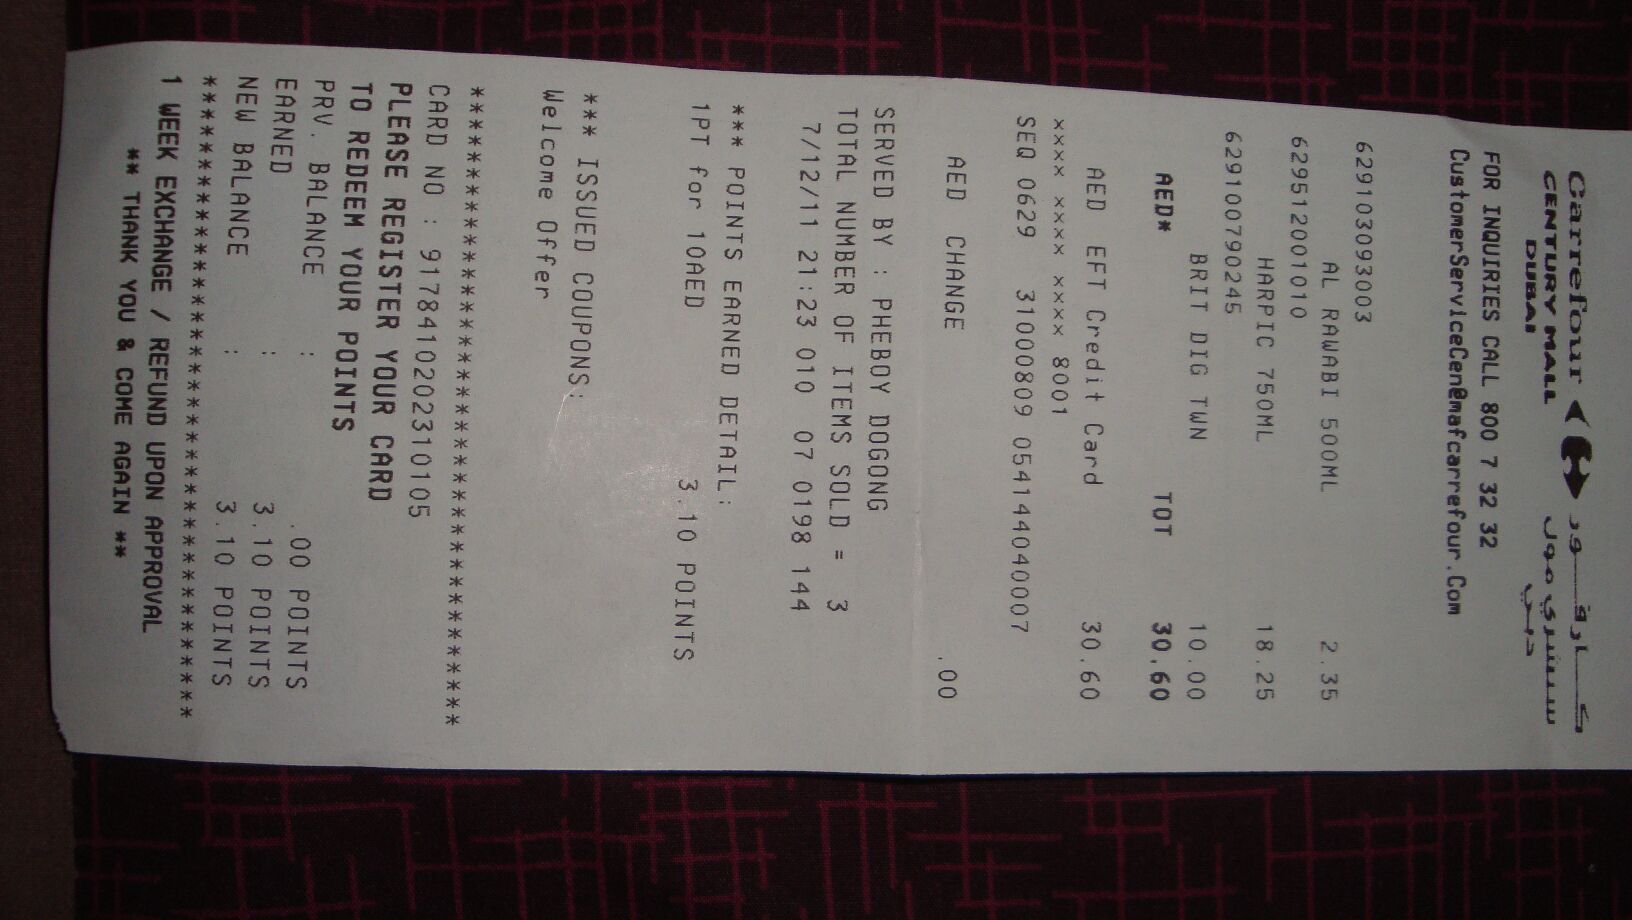 Carrefour كـــارفـــور
CENTURY MALL سنشري مول
DUBAI دبي
FOR INQUIRIES CALL 800 7 32 32
CustomerServiceCen@mafcarrefour.Com
6291030930​03
AL RAWABI 500ML 2.35
6295120001010
HARPIC 750ML 18.25
6291007902​45
BRIT DIG TWN 10.00
AED* TOT 30.60
AED EFT Credit Card 30.60
xxxx xxxx xxxx 8001
SEQ 0629 31000809 05414404040007
AED CHANGE .00
SERVED BY : PHEBOY DOGONG
TOTAL NUMBER OF ITEMS SOLD = 3
7/12/11 21:23 010 07 0198 144
*** POINTS EARNED DETAIL:
1PT for 10AED 3.10 POINTS
*** ISSUED COUPONS:
Welcome Offer
****************************************
CARD NO : 9178410202310105
PLEASE REGISTER YOUR CARD
TO REDEEM YOUR POINTS
PRV. BALANCE : .00 POINTS
EARNED : 3.10 POINTS
NEW BALANCE : 3.10 POINTS
****************************************
1 WEEK EXCHANGE / REFUND UPON APPROVAL
** THANK YOU & COME AGAIN **